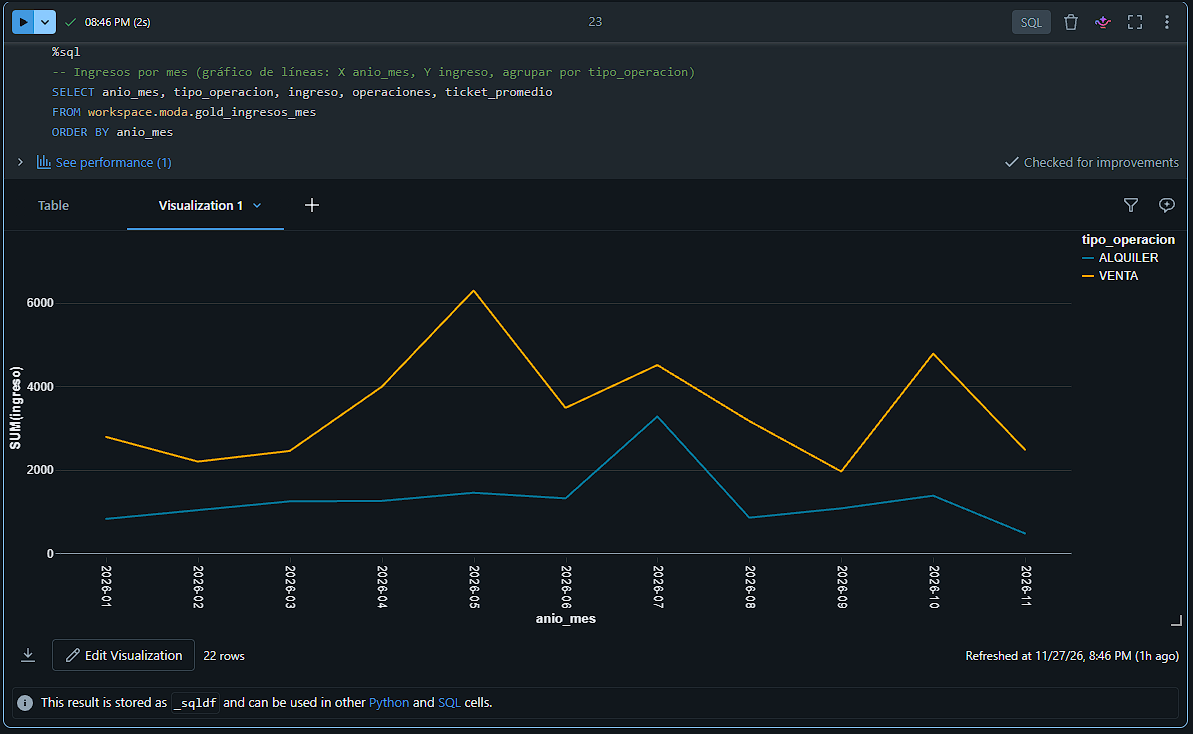 08:46 PM (2s)
23
SQL
%sql
-- Ingresos por mes (gráfico de líneas: X anio_mes, Y ingreso, agrupar por tipo_operacion)
SELECT anio_mes, tipo_operacion, ingreso, operaciones, ticket_promedio
FROM workspace.moda.gold_ingresos_mes
ORDER BY anio_mes
See performance (1)
Checked for improvements
Table
Visualization 1
tipo_operacion
ALQUILER
VENTA
SUM(ingreso)
6000
4000
2000
0
2026-01
2026-02
2026-03
2026-04
2026-05
2026-06
2026-07
2026-08
2026-09
2026-10
2026-11
anio_mes
Edit Visualization
22 rows
Refreshed at 11/27/26, 8:46 PM (1h ago)
This result is stored as _sqldf and can be used in other Python and SQL cells.